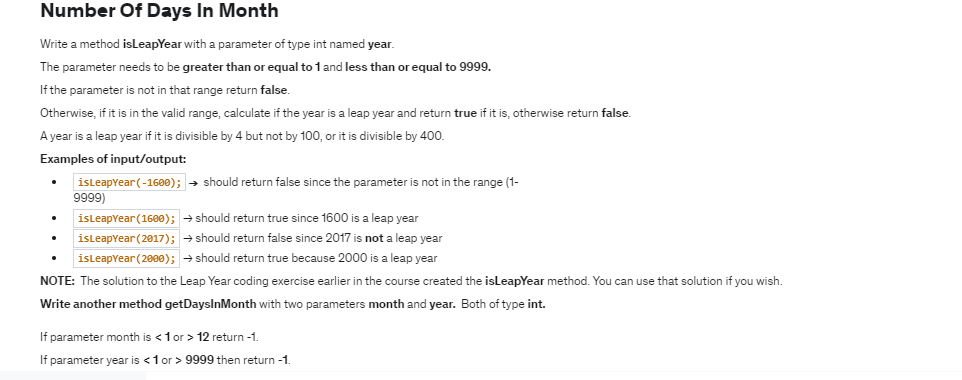 Number Of Days In Month
Write a method isLeapYear with a parameter of type int named year.
The parameter needs to be greater than or equal to 1 and less than or equal to 9999.
If the parameter is not in that range return false.
Otherwise, if it is in the valid range, calculate if the year is a leap year and return true if it is, otherwise return false.
A year is a leap year if it is divisible by 4 but not by 100, or it is divisible by 400.
Examples of input/output:
• isLeapYear(-1600); → should return false since the parameter is not in the range (1-
9999)
• isLeapYear(1600); → should return true since 1600 is a leap year
• isLeapYear(2017); → should return false since 2017 is not a leap year
• isLeapYear(2000); → should return true because 2000 is a leap year
NOTE: The solution to the Leap Year coding exercise earlier in the course created the isLeapYear method. You can use that solution if you wish.
Write another method getDaysInMonth with two parameters month and year. Both of type int.
If parameter month is < 1 or > 12 return -1.
If parameter year is < 1 or > 9999 then return -1.